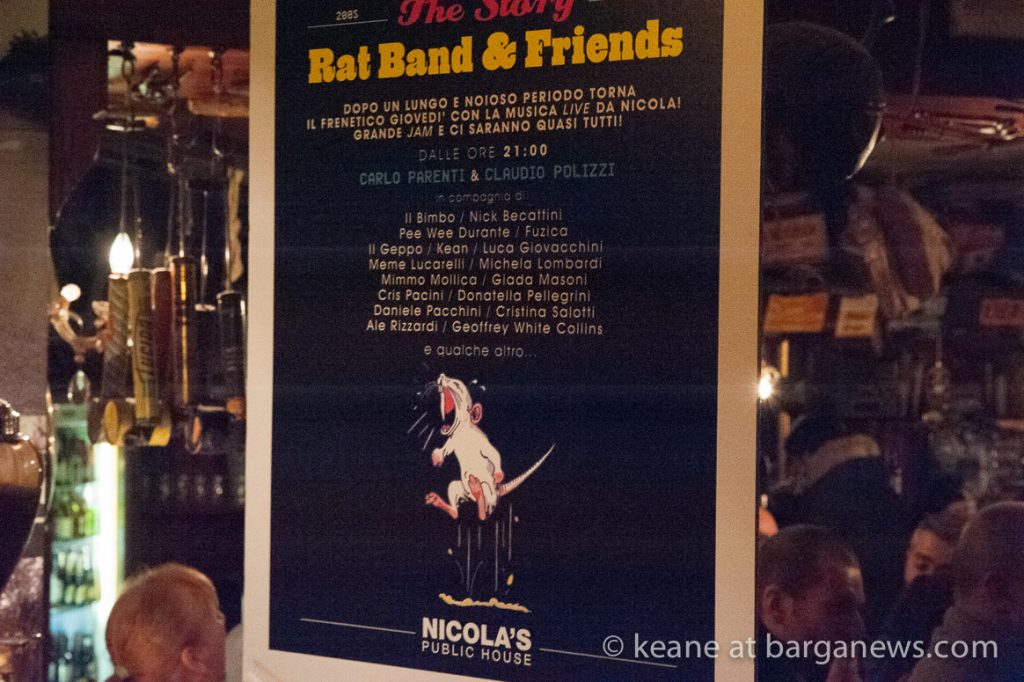 2005
The Story
Rat Band & Friends
DOPO UN LUNGO E NOIOSO PERIODO TORNA
IL FRENETICO GIOVEDI' CON LA MUSICA LIVE DA NICOLA!
GRANDE JAM E CI SARANNO QUASI TUTTI!
DALLE ORE 21:00
CARLO PARENTI & CLAUDIO POLIZZI
in compagnia di
Il Bimbo / Nick Becattini
Pee Wee Durante / Fuzica
Il Geppo / Kean / Luca Giovacchini
Meme Lucarelli / Michela Lombardi
Mimmo Mollica / Giada Masoni
Cris Pacini / Donatella Pellegrini
Daniele Pacchini / Cristina Salotti
Ale Rizzardi / Geoffrey White Collins
e qualche altro...
NICOLA'S
PUBLIC HOUSE
© keane at barganews.com